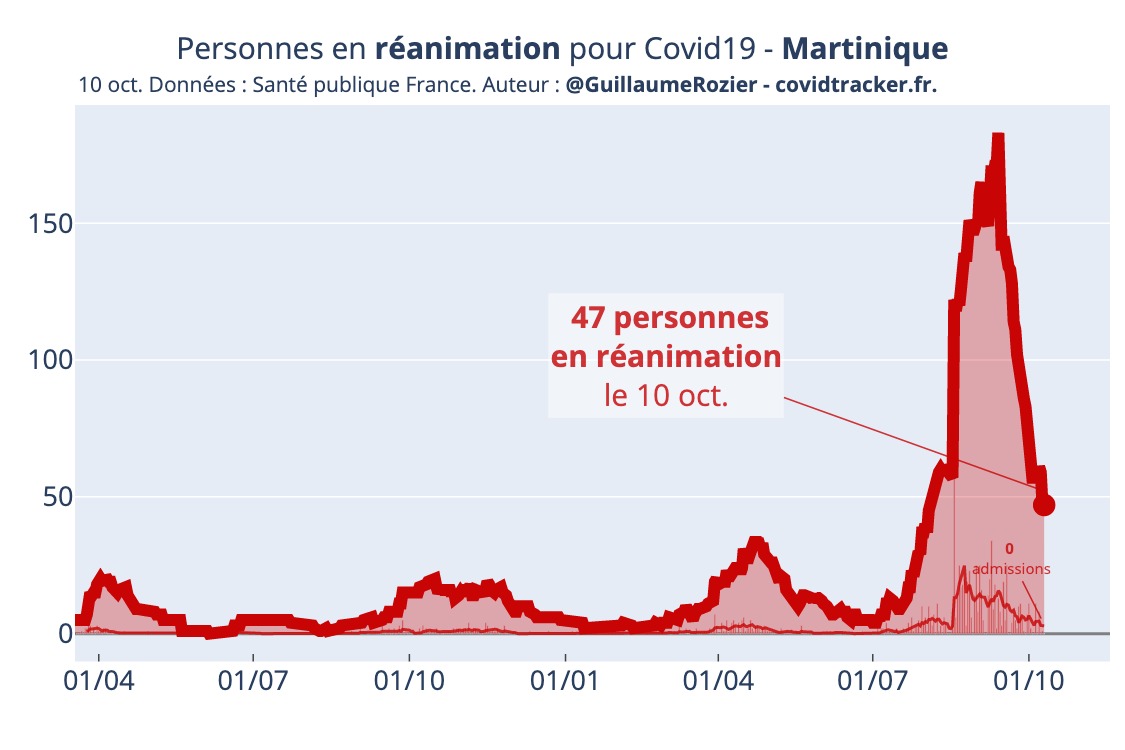 Personnes en réanimation pour Covid19 - Martinique
10 oct. Données : Santé publique France. Auteur : @GuillaumeRozier - covidtracker.fr.
150
100
50
0
47 personnes
en réanimation
le 10 oct.
0
admissions
01/04
01/07
01/10
01/01
01/04
01/07
01/10